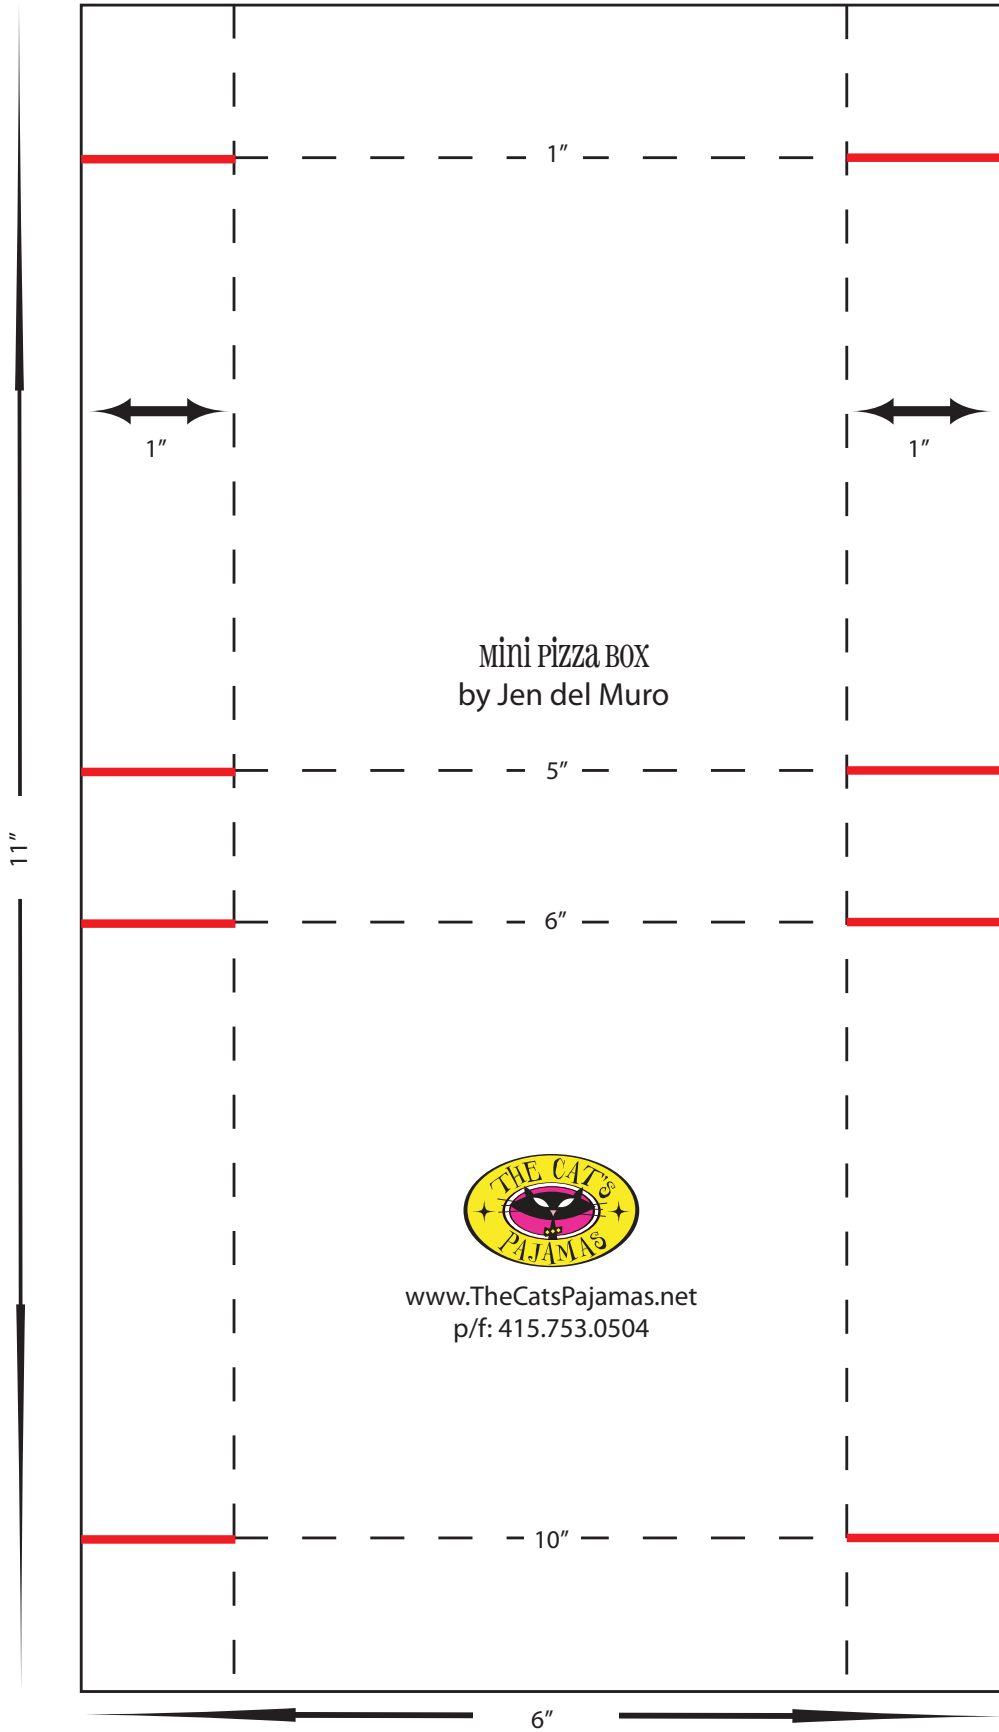 1″
1″
1″
Mini Pizza Box
by Jen del Muro
5″
11″
6″
THE CAT'S
PAJAMAS
www.TheCatsPajamas.net
p/f: 415.753.0504
10″
6″